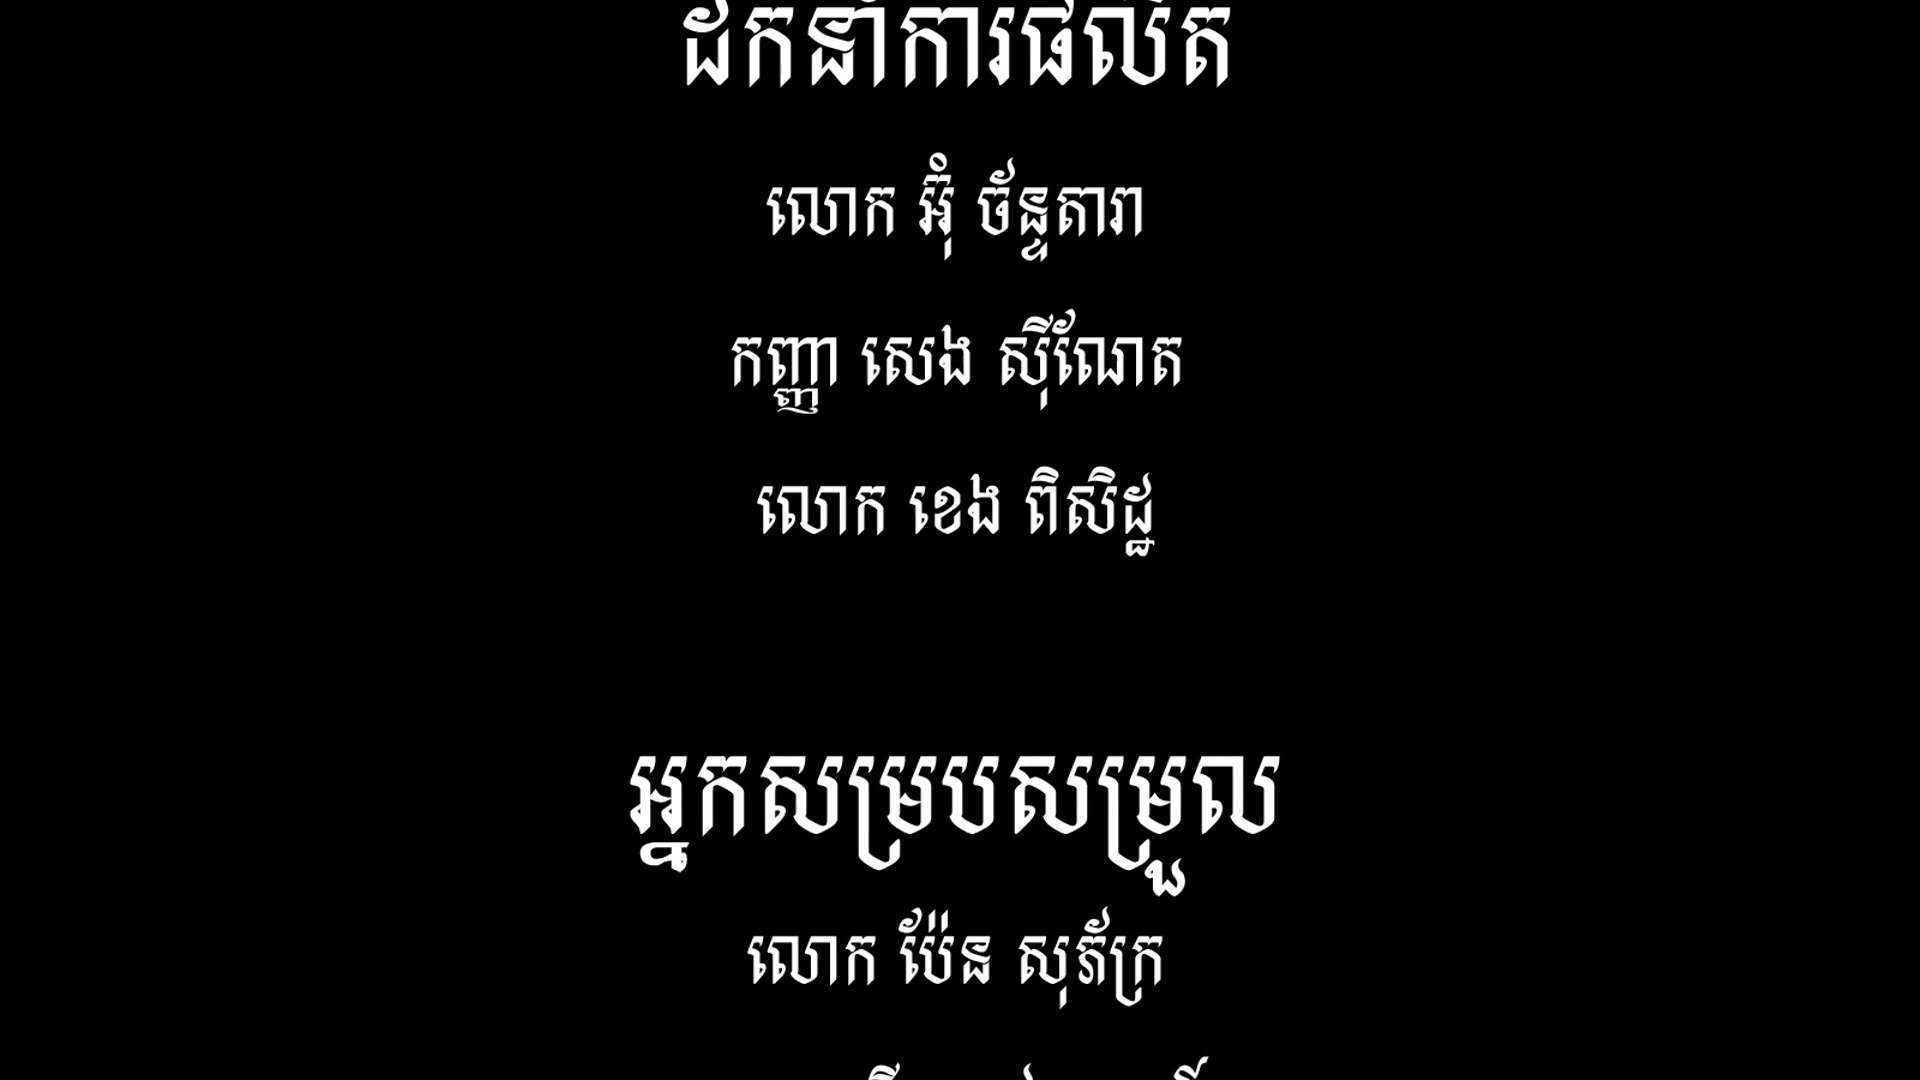 ដឹកនាំការផលិត
លោក អ៊ុំ ច័ន្ទតារា
កញ្ញា សេង ស៊ីណែត
លោក ខេង ពិសិដ្ឋ
អ្នកសម្របសម្រួល
លោក ប៉ែន សុភ័ក្រ